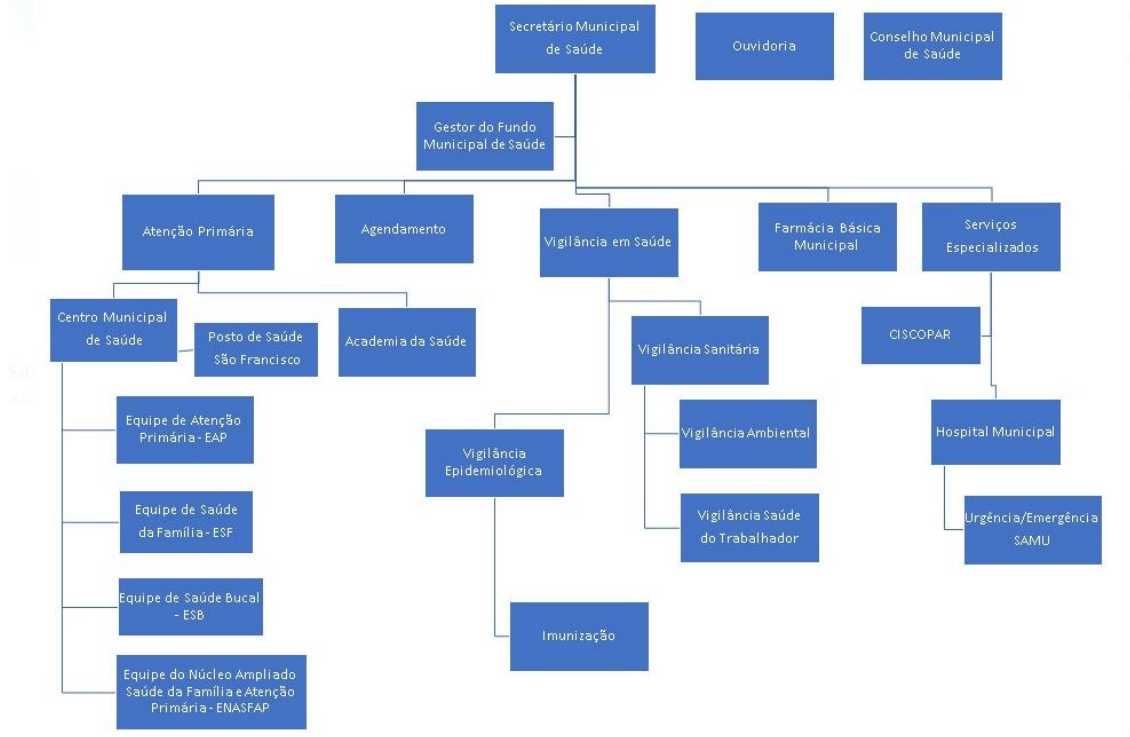 Secretário Municipal
de Saúde
Ouvidoria
Conselho Municipal
de Saúde
Gestor do Fundo
Municipal de Saúde
Atenção Primária
Agendamento
Vigilância em Saúde
Farmácia Básica
Municipal
Serviços
Especializados
Centro Municipal
de Saúde
Posto de Saúde
São Francisco
Academia da Saúde
Vigilância Sanitária
CISCOPAR
Equipe de Atenção
Primária - EAP
Vigilância
Epidemiológica
Vigilância Ambiental
Hospital Municipal
Equipe de Saúde
da Família - ESF
Vigilância Saúde
do Trabalhador
Urgência/Emergência
SAMU
Equipe de Saúde Bucal
- ESB
Imunização
Equipe do Núcleo Ampliado
Saúde da Família e Atenção
Primária - ENASFAP